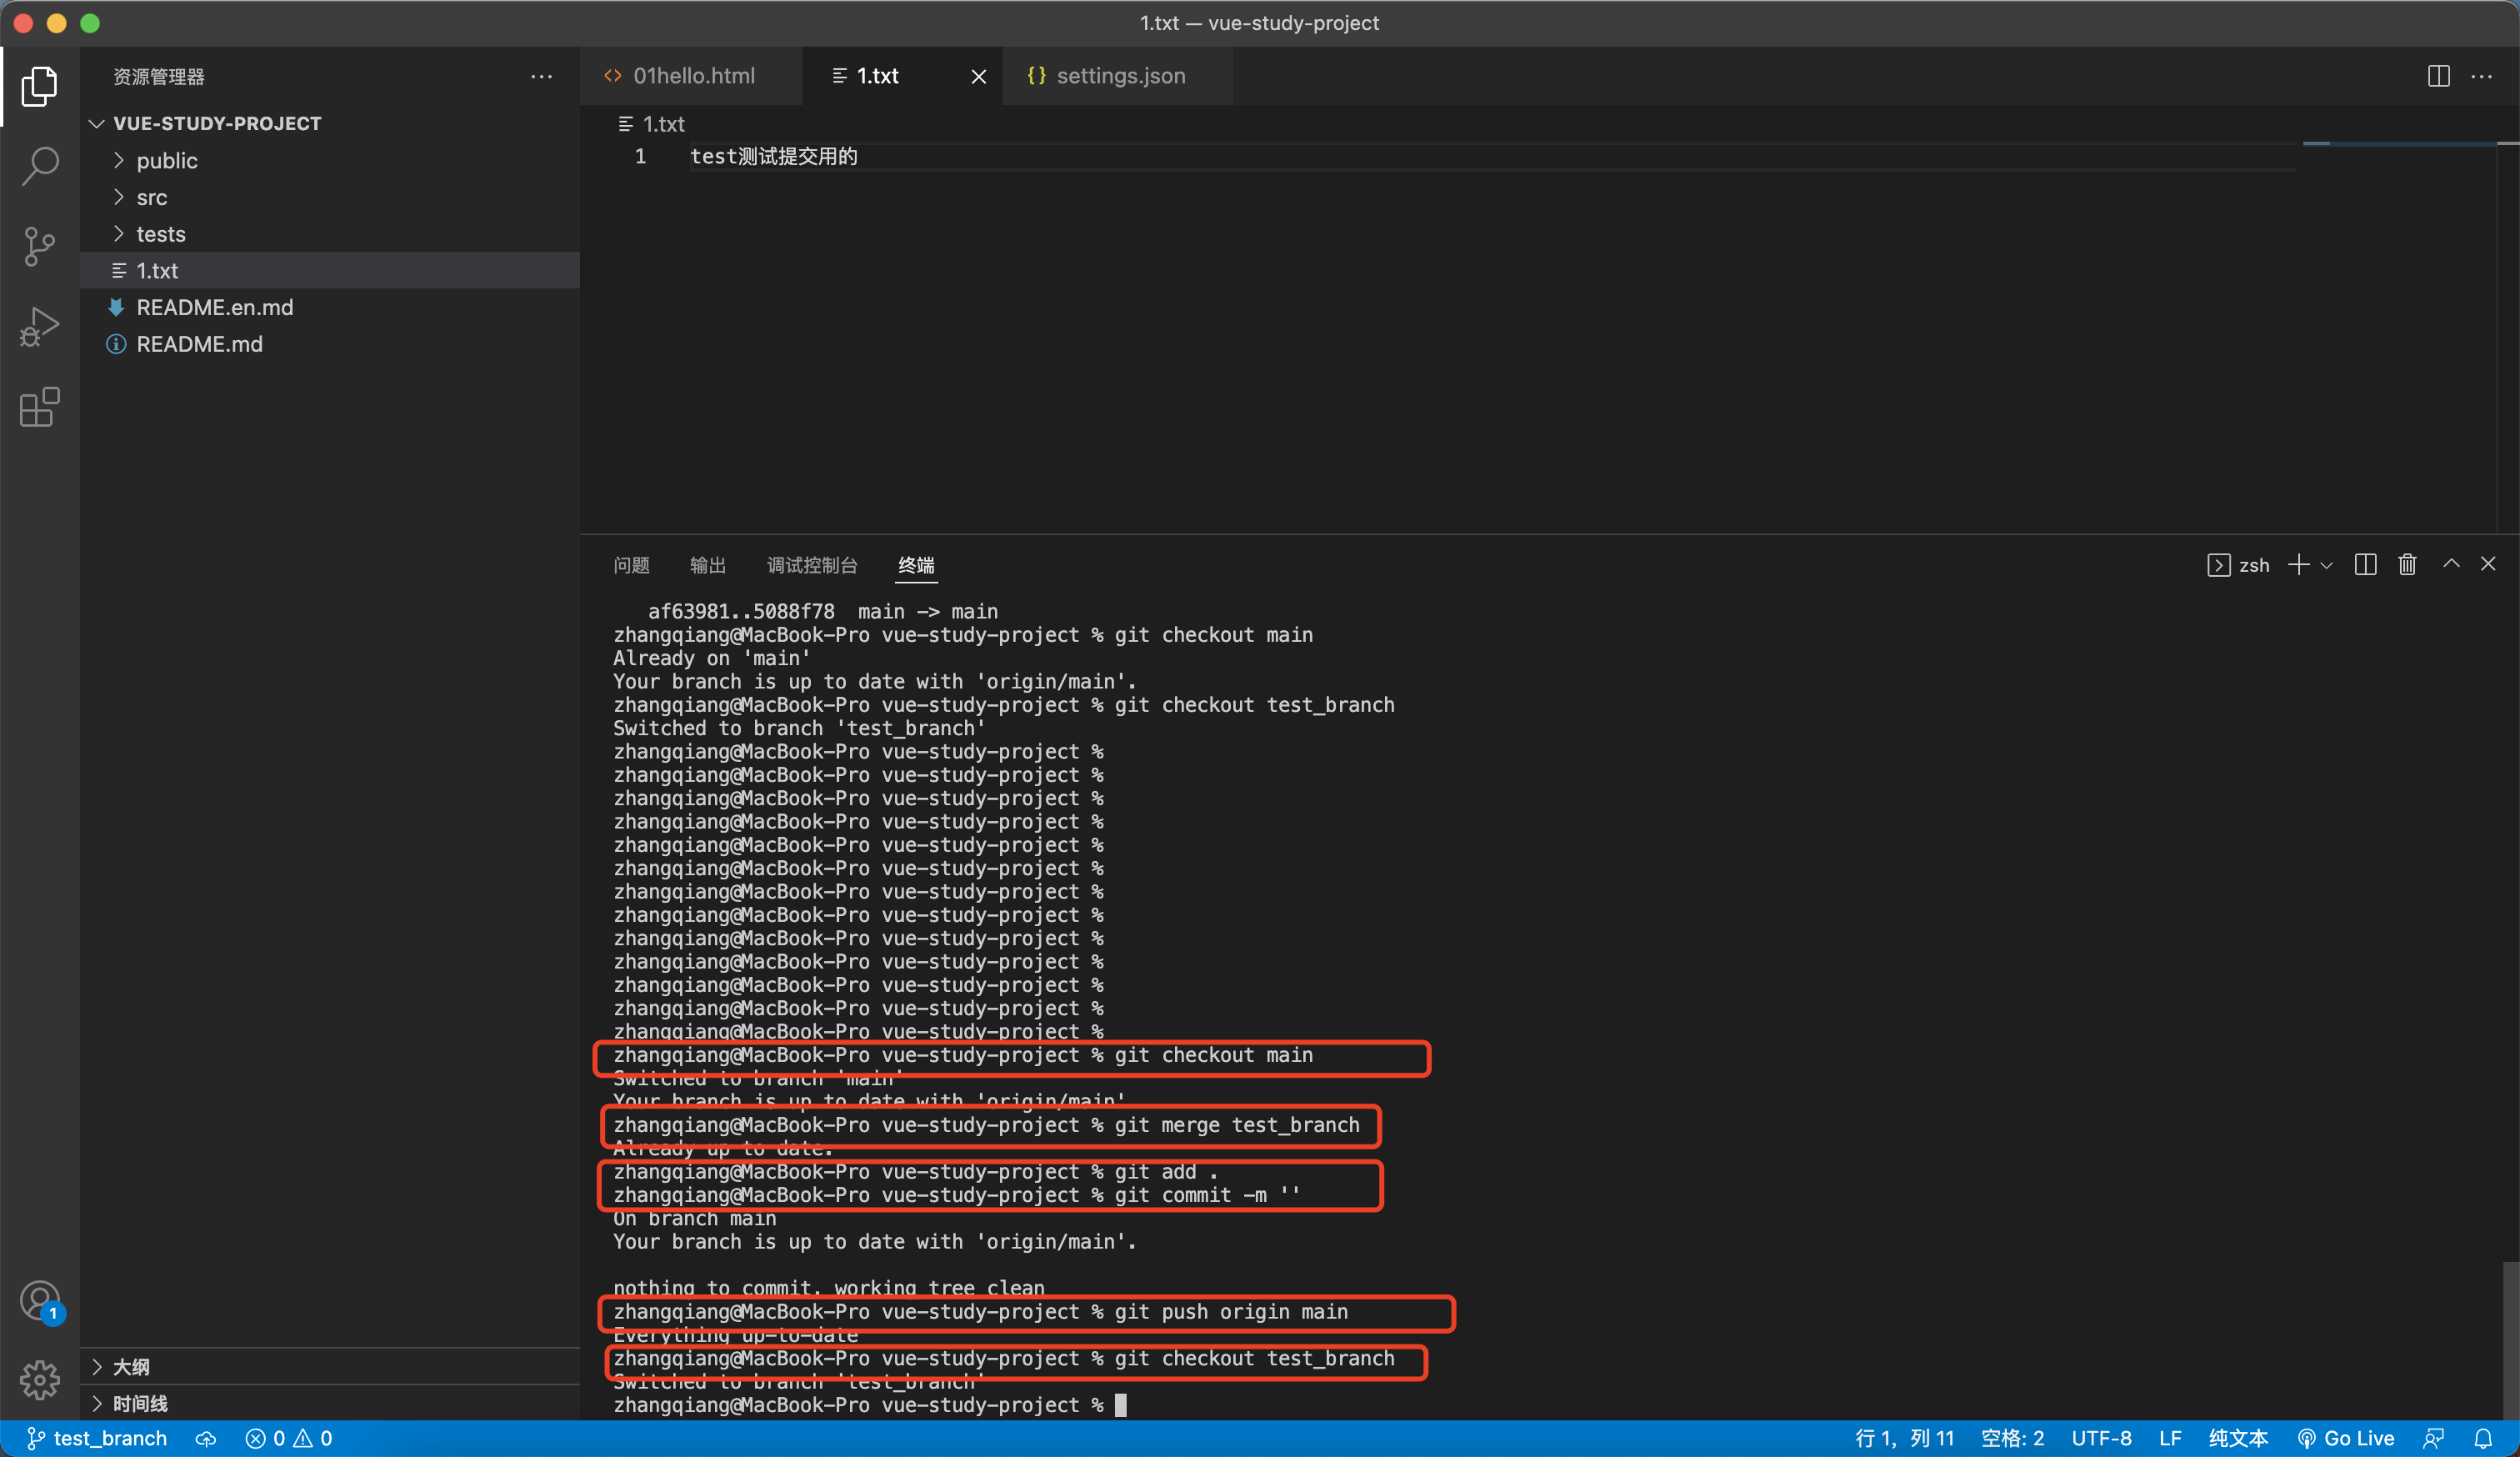 1.txt — vue-study-project
资源管理器
01hello.html
1.txt
{} settings.json
VUE-STUDY-PROJECT
public
src
tests
1.txt
README.en.md
README.md
1.txt
1 test测试提交用的
问题 输出 调试控制台 终端
zsh
af63981..5088f78  main -> main
zhangqiang@MacBook-Pro vue-study-project % git checkout main
Already on 'main'
Your branch is up to date with 'origin/main'.
zhangqiang@MacBook-Pro vue-study-project % git checkout test_branch
Switched to branch 'test_branch'
zhangqiang@MacBook-Pro vue-study-project %
zhangqiang@MacBook-Pro vue-study-project %
zhangqiang@MacBook-Pro vue-study-project %
zhangqiang@MacBook-Pro vue-study-project %
zhangqiang@MacBook-Pro vue-study-project %
zhangqiang@MacBook-Pro vue-study-project %
zhangqiang@MacBook-Pro vue-study-project %
zhangqiang@MacBook-Pro vue-study-project %
zhangqiang@MacBook-Pro vue-study-project %
zhangqiang@MacBook-Pro vue-study-project %
zhangqiang@MacBook-Pro vue-study-project %
zhangqiang@MacBook-Pro vue-study-project %
zhangqiang@MacBook-Pro vue-study-project %
zhangqiang@MacBook-Pro vue-study-project % git checkout main
Switched to branch 'main'
Your branch is up to date with 'origin/main'.
zhangqiang@MacBook-Pro vue-study-project % git merge test_branch
Already up to date.
zhangqiang@MacBook-Pro vue-study-project % git add .
zhangqiang@MacBook-Pro vue-study-project % git commit -m ''
On branch main
Your branch is up to date with 'origin/main'.
nothing to commit, working tree clean
zhangqiang@MacBook-Pro vue-study-project % git push origin main
Everything up-to-date
zhangqiang@MacBook-Pro vue-study-project % git checkout test_branch
Switched to branch 'test_branch'
zhangqiang@MacBook-Pro vue-study-project %
1
大纲
时间线
test_branch 0 0 行 1，列 11 空格: 2 UTF-8 LF 纯文本 Go Live